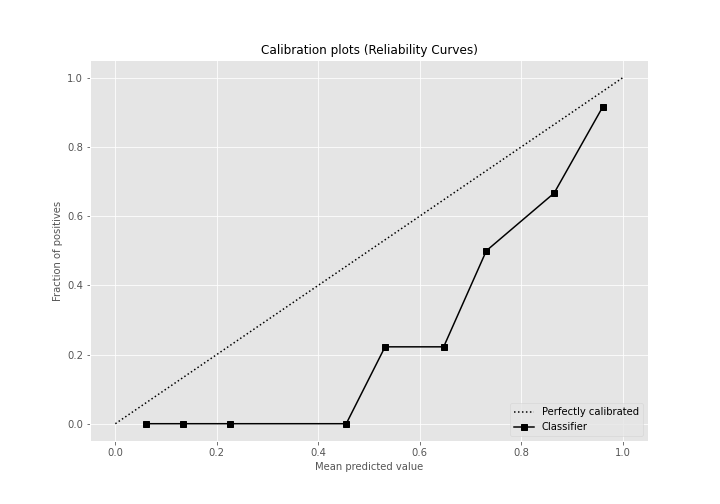 Calibration plots (Reliability Curves)
1.0
0.8
0.6
0.4
0.2
0.0
Fraction of positives
Perfectly calibrated
Classifier
0.0 0.2 0.4 0.6 0.8 1.0
Mean predicted value